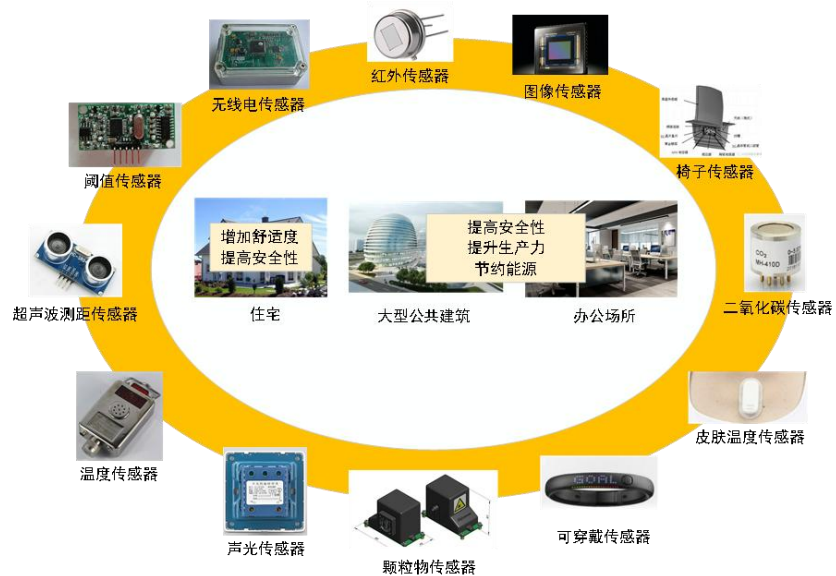 红外传感器
图像传感器
无线电传感器
椅子传感器
阈值传感器
增加舒适度
提高安全性
提高安全性
提升生产力
节约能源
CO₂
MH-410D
超声波测距传感器
住宅
大型公共建筑
办公场所
二氧化碳传感器
皮肤温度传感器
温度传感器
GOAL
可穿戴传感器
声光传感器
颗粒物传感器